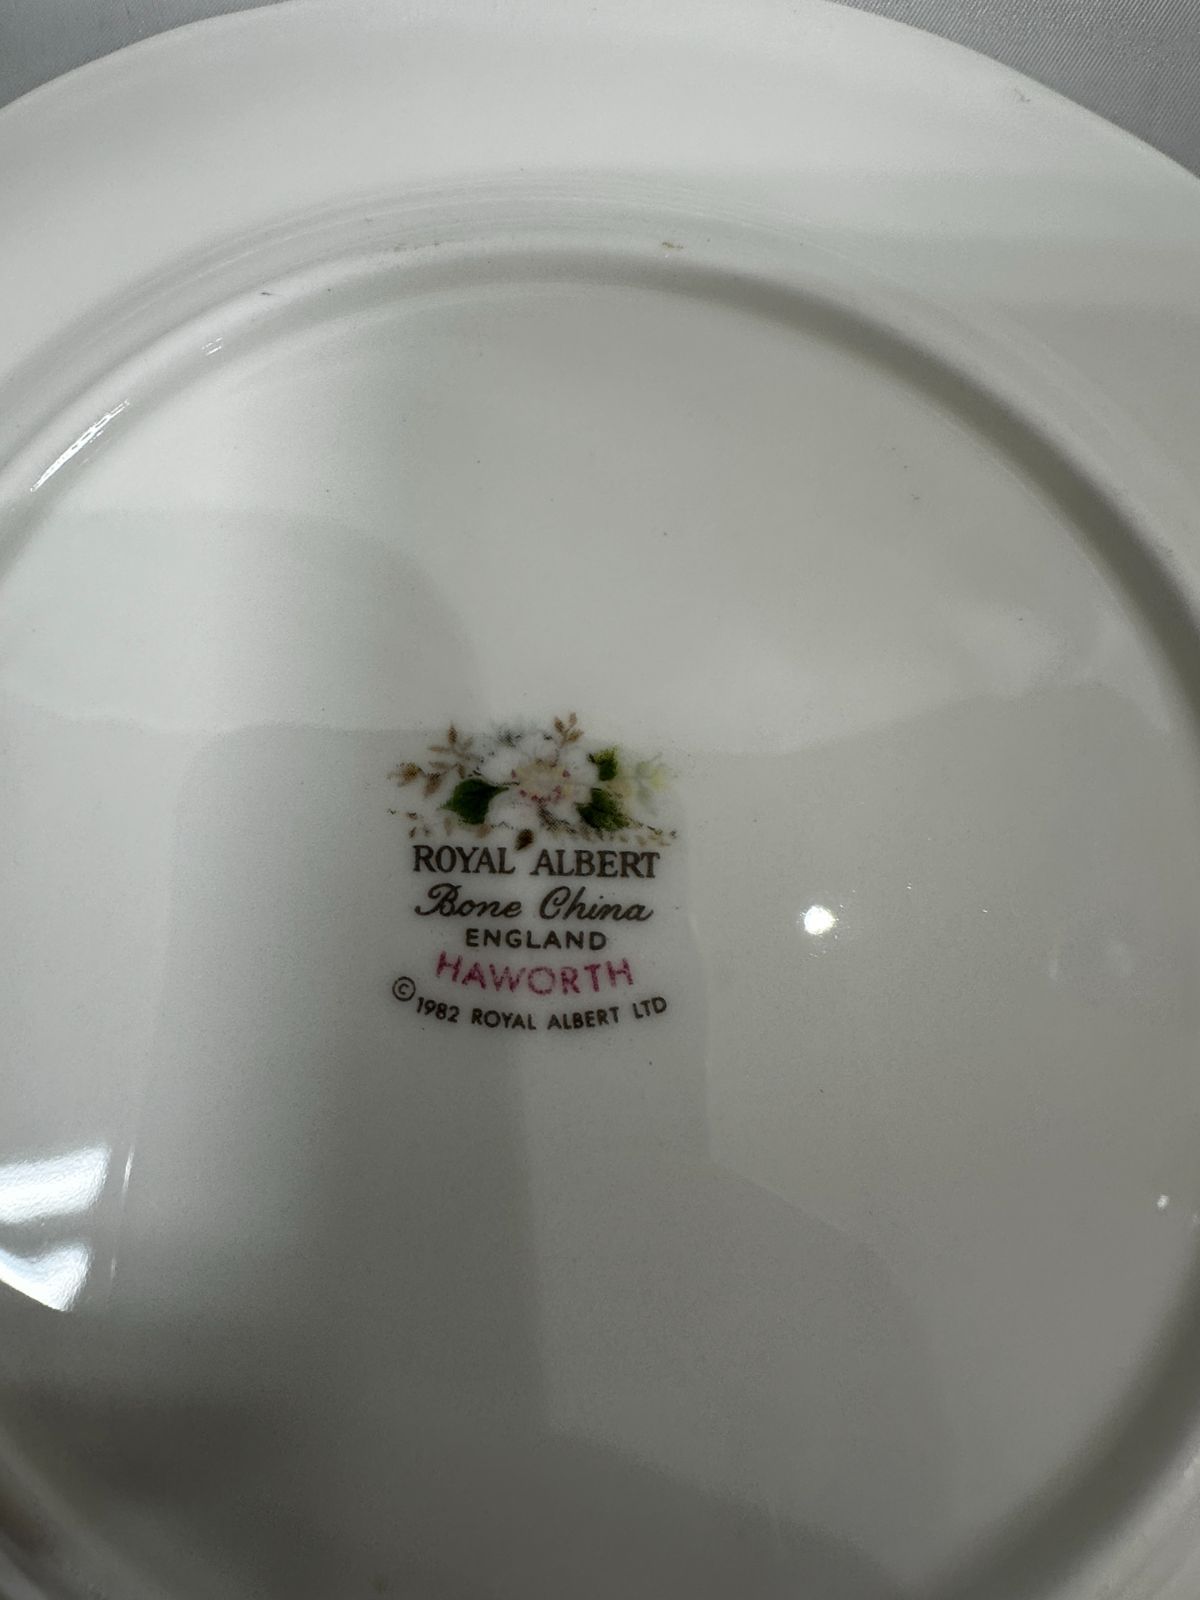 ROYAL ALBERT
Bone China
ENGLAND
HAWORTH
© 1982 ROYAL ALBERT LTD